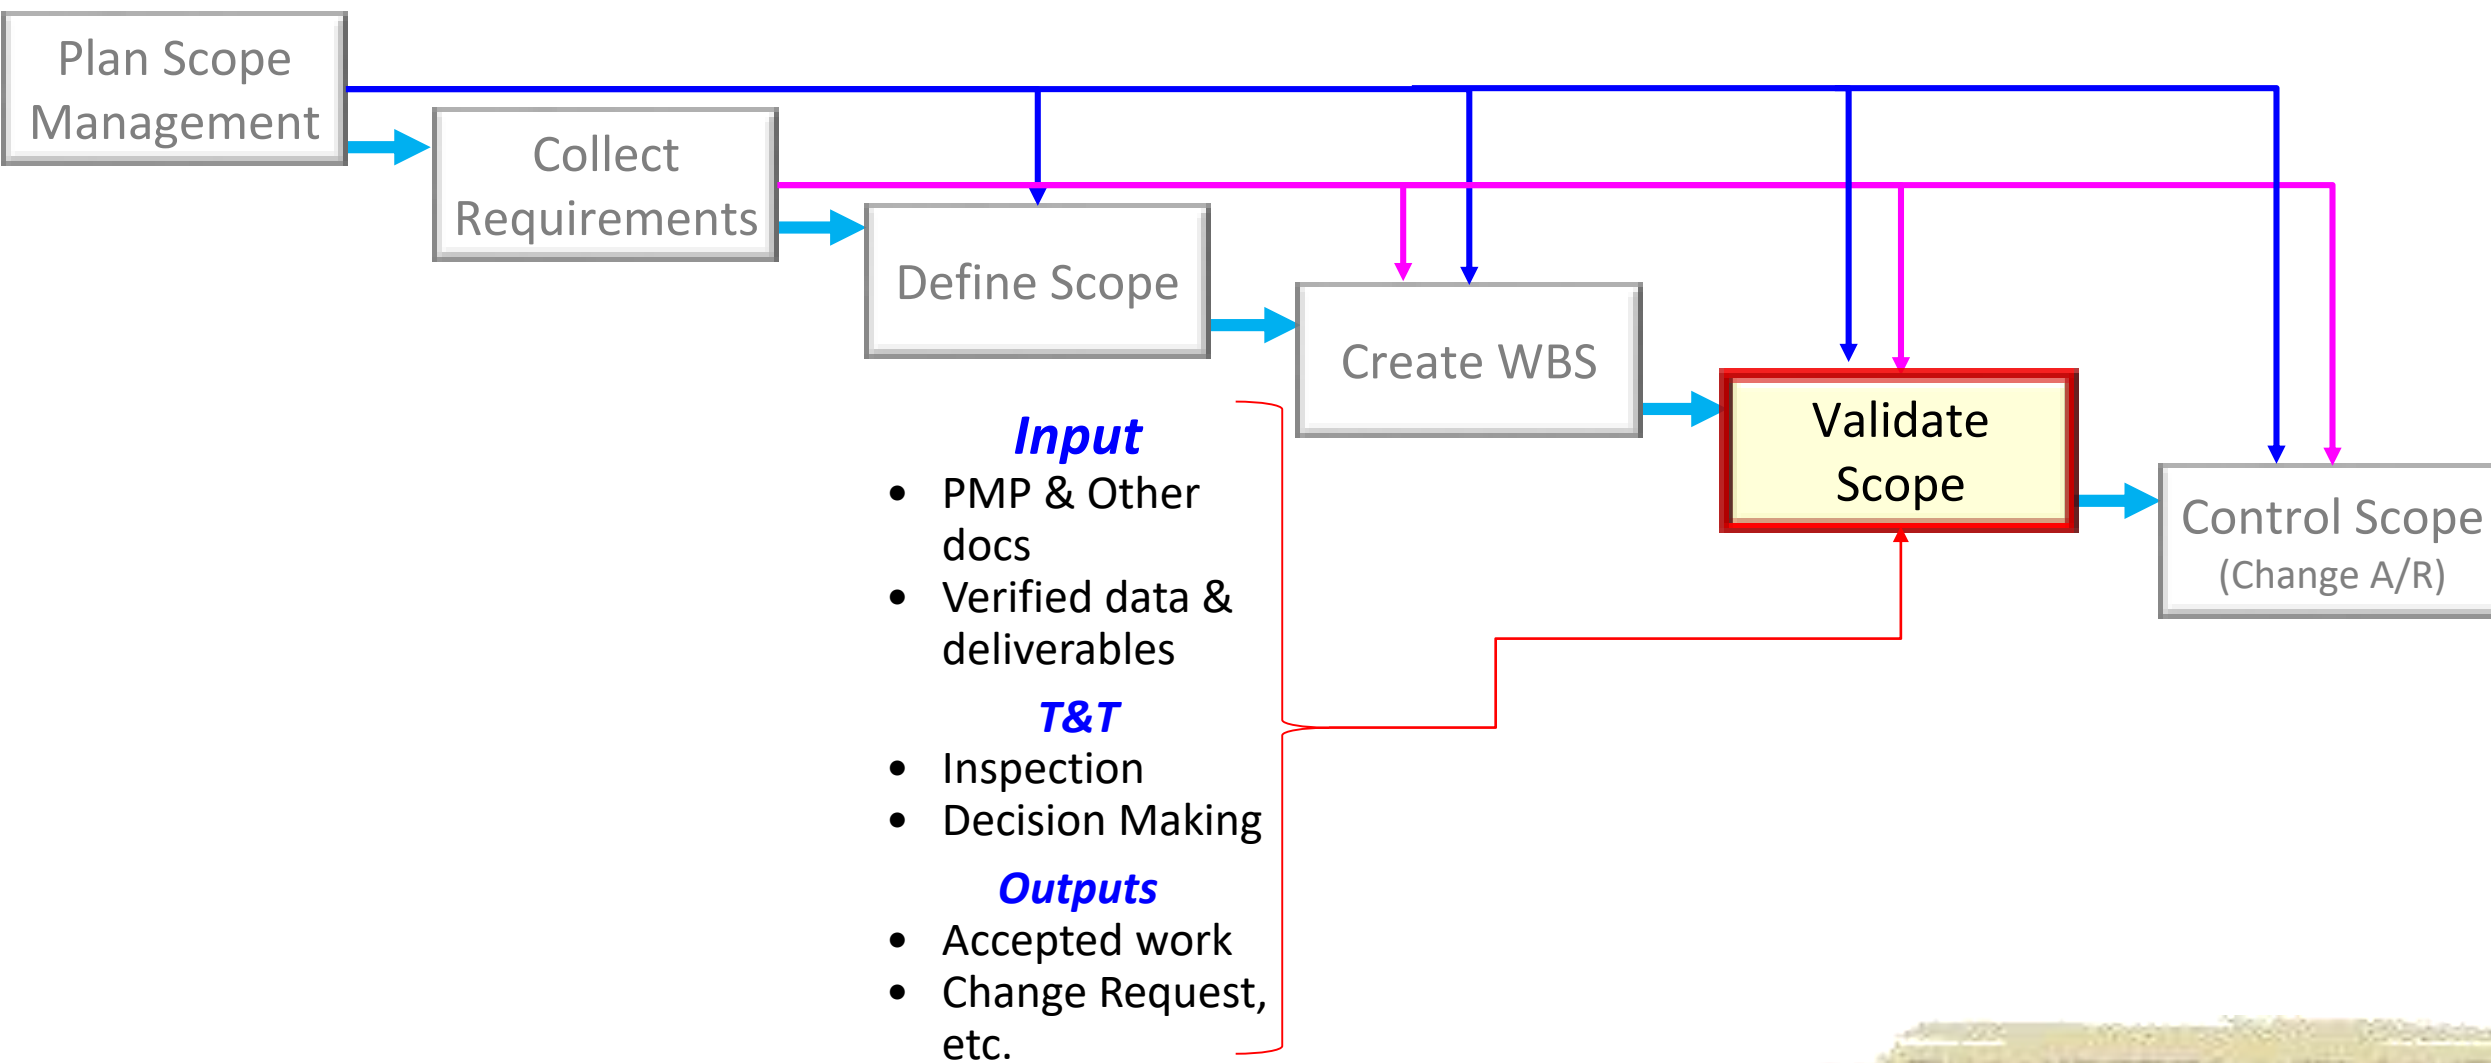 Plan Scope
Management
Collect
Requirements
Define Scope
Create WBS
Validate
Scope
Control Scope
(Change A/R)
Input
• PMP & Other
docs
• Verified data &
deliverables
T&T
• Inspection
• Decision Making
Outputs
• Accepted work
• Change Request,
etc.